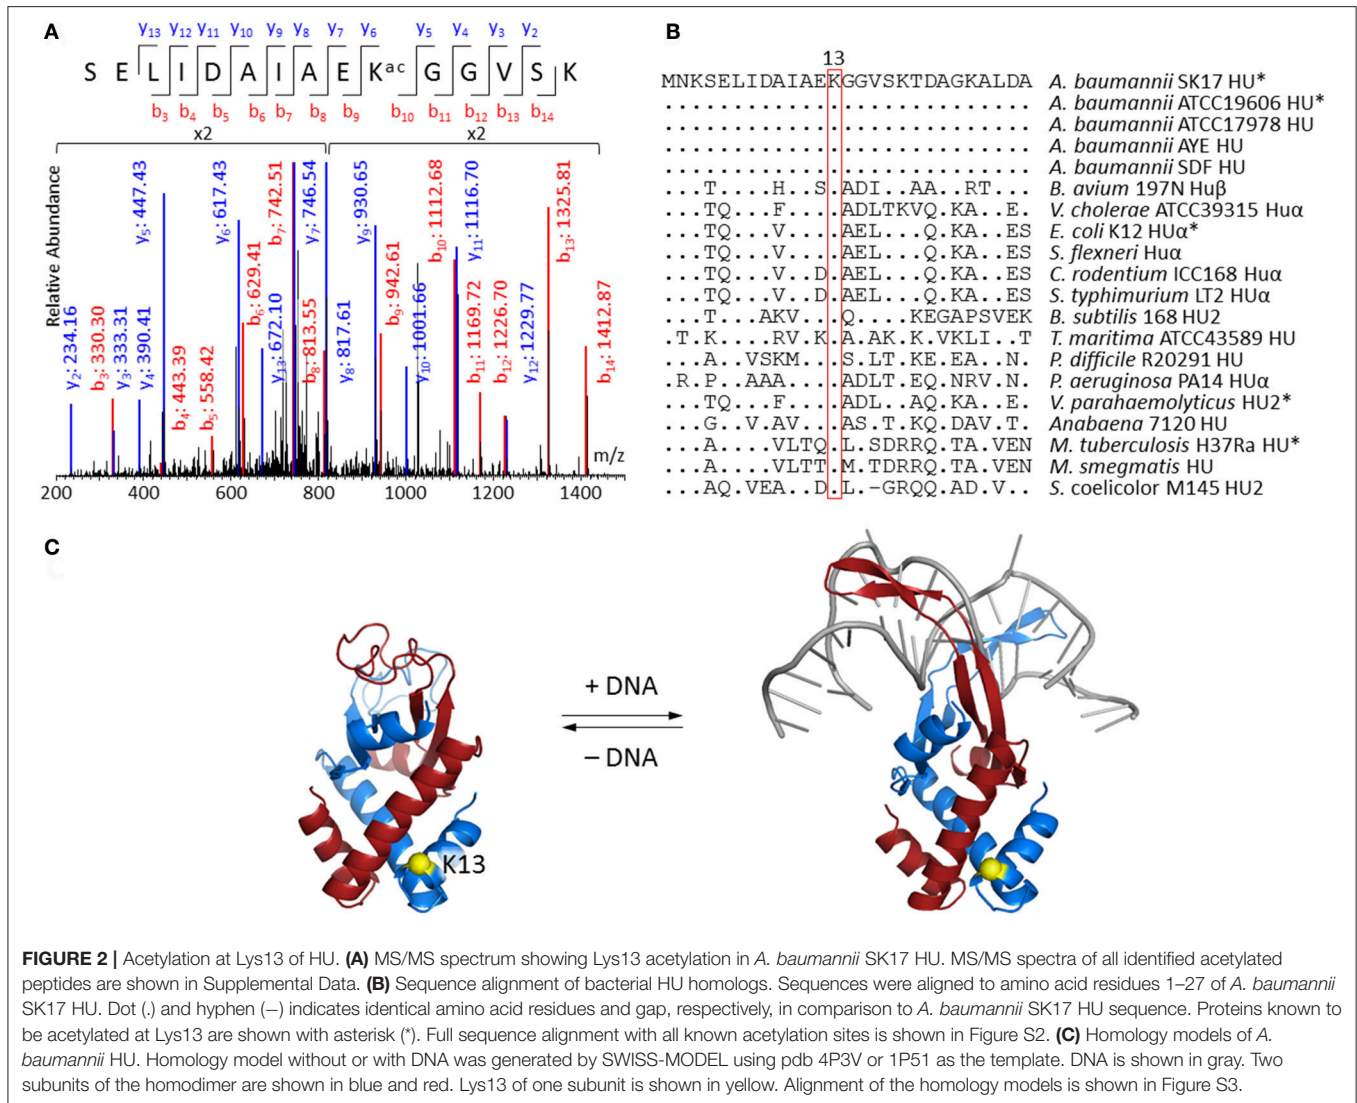 A
y13 y12 y11 y10 y9 y8 y7 y6 y5 y4 y3 y2
S E L I D A I A E Kac G G V S K
b3 b4 b5 b6 b7 b8 b9 b10 b11 b12 b13 b14
x2 x2
Relative Abundance
y2: 234.16
b3: 330.30
y3: 333.31
y4: 390.41
y5: 447.43
b4: 443.39
b5: 558.42
y6: 617.43
b6: 629.41
y13: 672.10
b7: 742.51
y7: 746.54
b8: 813.55
y8: 817.61
y9: 930.65
b9: 942.61
y10: 1001.66
b10: 1112.68
y11: 1116.70
b11: 1169.72
b12: 1226.70
y12: 1229.77
b13: 1325.81
b14: 1412.87
m/z
200 400 600 800 1000 1200 1400
B
13
MNKSELIDAIAEKGGVSKTDAGKALDA A. baumannii SK17 HU*
........................... A. baumannii ATCC19606 HU*
........................... A. baumannii ATCC17978 HU
........................... A. baumannii AYE HU
........................... A. baumannii SDF HU
...T....H..S.ADI..AA..RT... B. avium 197N Huβ
...TQ...F....ADLTKVQ.KA..E. V. cholerae ATCC39315 Huα
...TQ...V....AEL...Q.KA..ES E. coli K12 HUα*
...TQ...V....AEL...Q.KA..ES S. flexneri Huα
...TQ...V..D.AEL...Q.KA..ES C. rodentium ICC168 Huα
...TQ...V..D.AEL...Q.KA..ES S. typhimurium LT2 HUα
...T...AKV...Q....KEGAPSVEK B. subtilis 168 HU2
.T.K....RV.K.A.AK.K.VKLI..T T. maritima ATCC43589 HU
...A..VSKM...S.LT.KE.EA..N. P. difficile R20291 HU
.R.P..AAA....ADLT.EQ.NRV.N. P. aeruginosa PA14 HUα
...TQ...F....ADL..AQ.KA..E. V. parahaemolyticus HU2*
...G..V.AV...AS.T.KQ.DAV.T. Anabaena 7120 HU
...A....VLTQ.L.SDRRQ.TA.VEN M. tuberculosis H37Ra HU*
...A....VLTT.M.TDRRQ.TA.VEN M. smegmatis HU
...AQ.VEA..D.L.-GRQQ.AD.V.. S. coelicolor M145 HU2
C
+ DNA
– DNA
K13
FIGURE 2 | Acetylation at Lys13 of HU. (A) MS/MS spectrum showing Lys13 acetylation in A. baumannii SK17 HU. MS/MS spectra of all identified acetylated
peptides are shown in Supplemental Data. (B) Sequence alignment of bacterial HU homologs. Sequences were aligned to amino acid residues 1–27 of A. baumannii
SK17 HU. Dot (.) and hyphen (–) indicates identical amino acid residues and gap, respectively, in comparison to A. baumannii SK17 HU sequence. Proteins known to
be acetylated at Lys13 are shown with asterisk (*). Full sequence alignment with all known acetylation sites is shown in Figure S2. (C) Homology models of A.
baumannii HU. Homology model without or with DNA was generated by SWISS-MODEL using pdb 4P3V or 1P51 as the template. DNA is shown in gray. Two
subunits of the homodimer are shown in blue and red. Lys13 of one subunit is shown in yellow. Alignment of the homology models is shown in Figure S3.